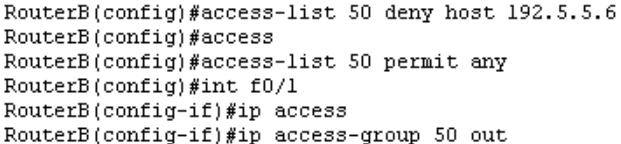 RouterB(config)#access-list 50 deny host 192.5.5.6
RouterB(config)#access
RouterB(config)#access-list 50 permit any
RouterB(config)#int f0/1
RouterB(config-if)#ip access
RouterB(config-if)#ip access-group 50 out